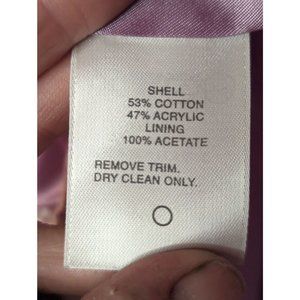 SHELL
53% COTTON
47% ACRYLIC
LINING
100% ACETATE
REMOVE TRIM.
DRY CLEAN ONLY.